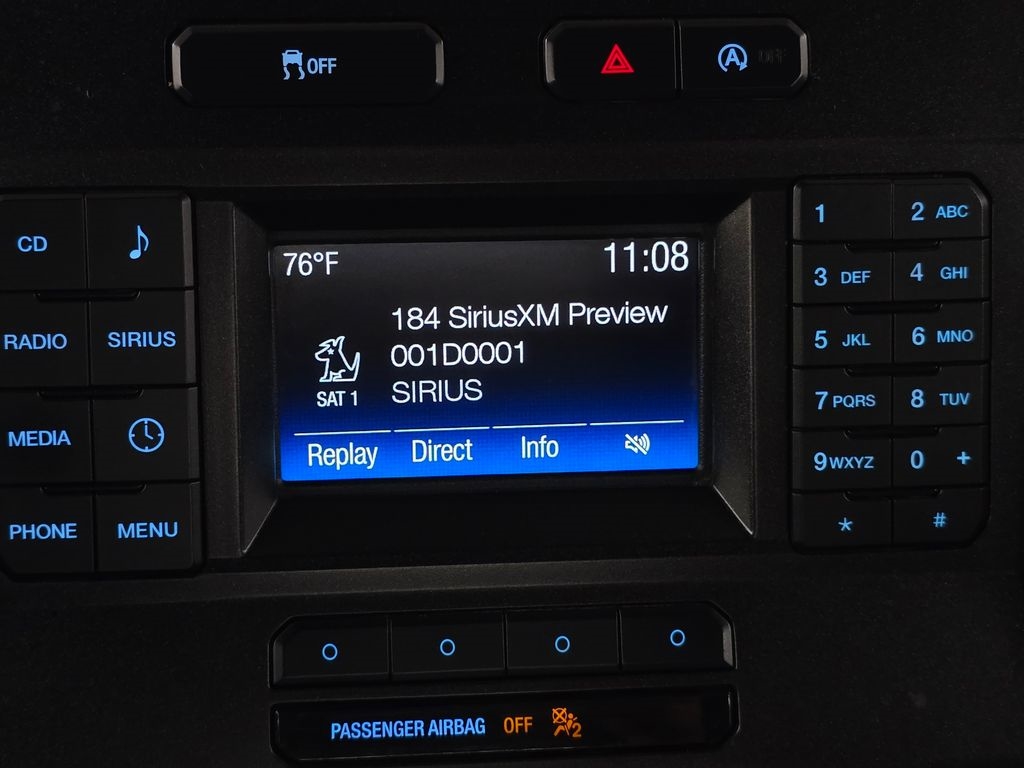 OFF
OFF
CD
RADIO
SIRIUS
MEDIA
PHONE
MENU
76°F
11:08
184 SiriusXM Preview
001D0001
SIRIUS
SAT 1
Replay
Direct
Info
1
2 ABC
3 DEF
4 GHI
5 JKL
6 MNO
7 PQRS
8 TUV
9 WXYZ
0 +
*
#
PASSENGER AIRBAG OFF
2